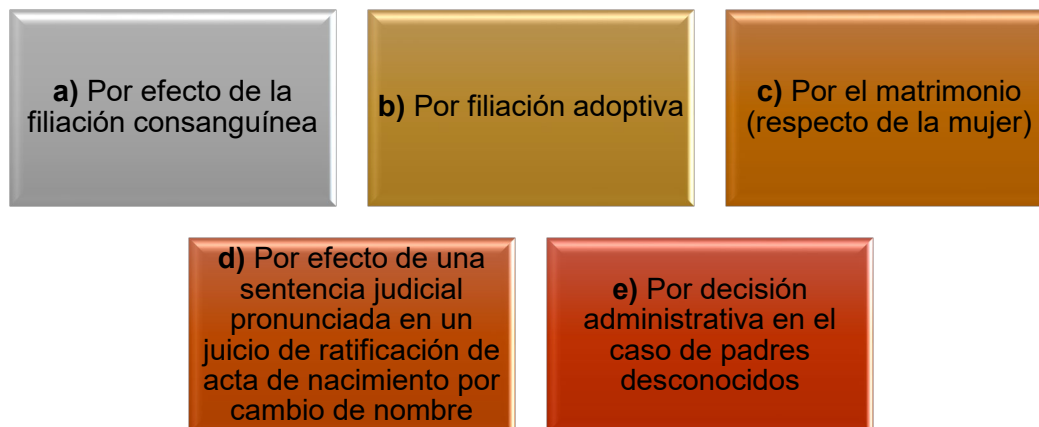 a) Por efecto de la
filiación consanguínea
b) Por filiación adoptiva
c) Por el matrimonio
(respecto de la mujer)
d) Por efecto de una
sentencia judicial
pronunciada en un
juicio de ratificación de
acta de nacimiento por
cambio de nombre
e) Por decisión
administrativa en el
caso de padres
desconocidos